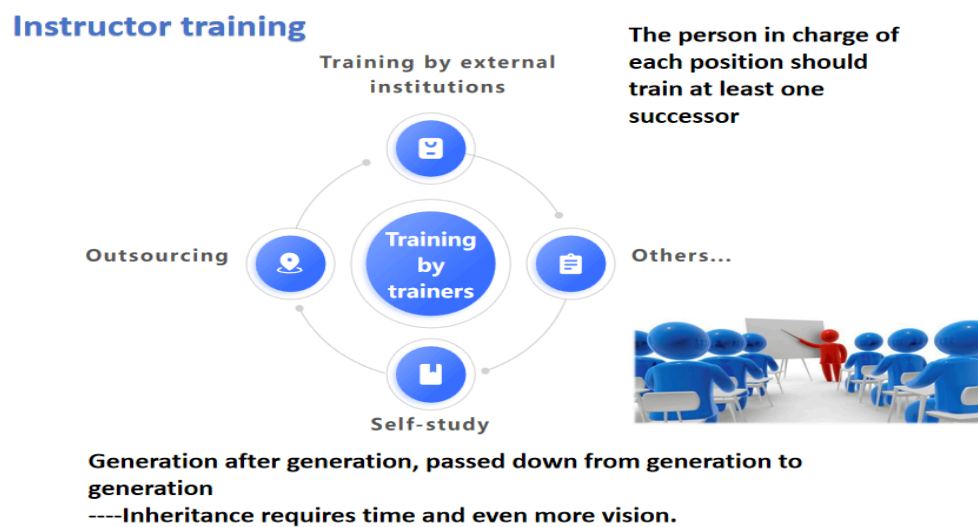 Instructor training
The person in charge of
each position should
train at least one
successor
Training by external
institutions
Outsourcing
Training
by
trainers
Others...
Self-study
Generation after generation, passed down from generation to
generation
----Inheritance requires time and even more vision.